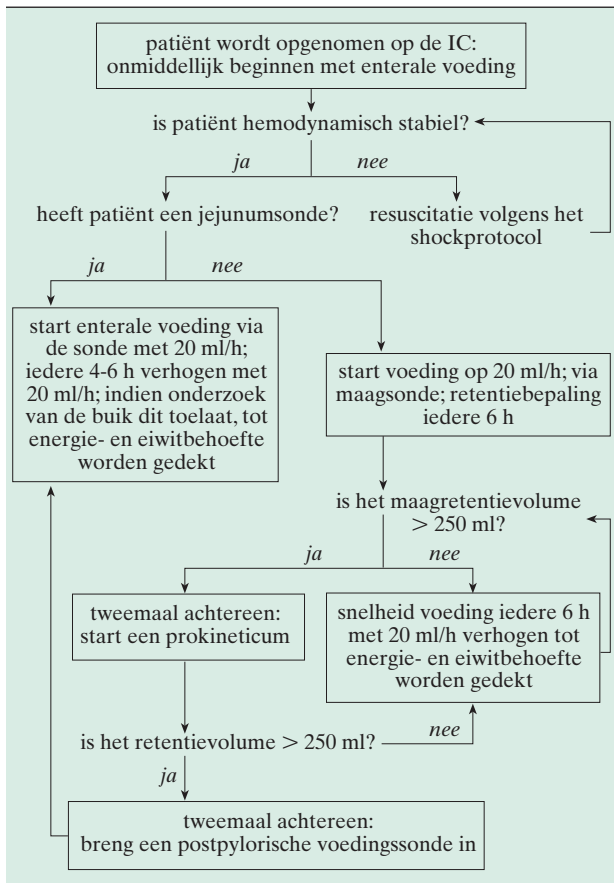 patiënt wordt opgenomen op de IC:
onmiddellijk beginnen met enterale voeding
is patiënt hemodynamisch stabiel?
ja
nee
heeft patiënt een jejunumsonde?
resuscitatie volgens het
shockprotocol
ja
nee
start enterale voeding via
de sonde met 20 ml/h;
iedere 4-6 h verhogen met
20 ml/h; indien onderzoek
van de buik dit toelaat, tot
energie- en eiwitbehoefte
worden gedekt
start voeding op 20 ml/h; via
maagsonde; retentiebepaling
iedere 6 h
is het maagretentievolume
> 250 ml?
ja
nee
tweemaal achtereen:
start een prokineticum
snelheid voeding iedere 6 h
met 20 ml/h verhogen tot
energie- en eiwitbehoefte
worden gedekt
is het retentievolume > 250 ml?
nee
ja
tweemaal achtereen:
breng een postpylorische voedingssonde in